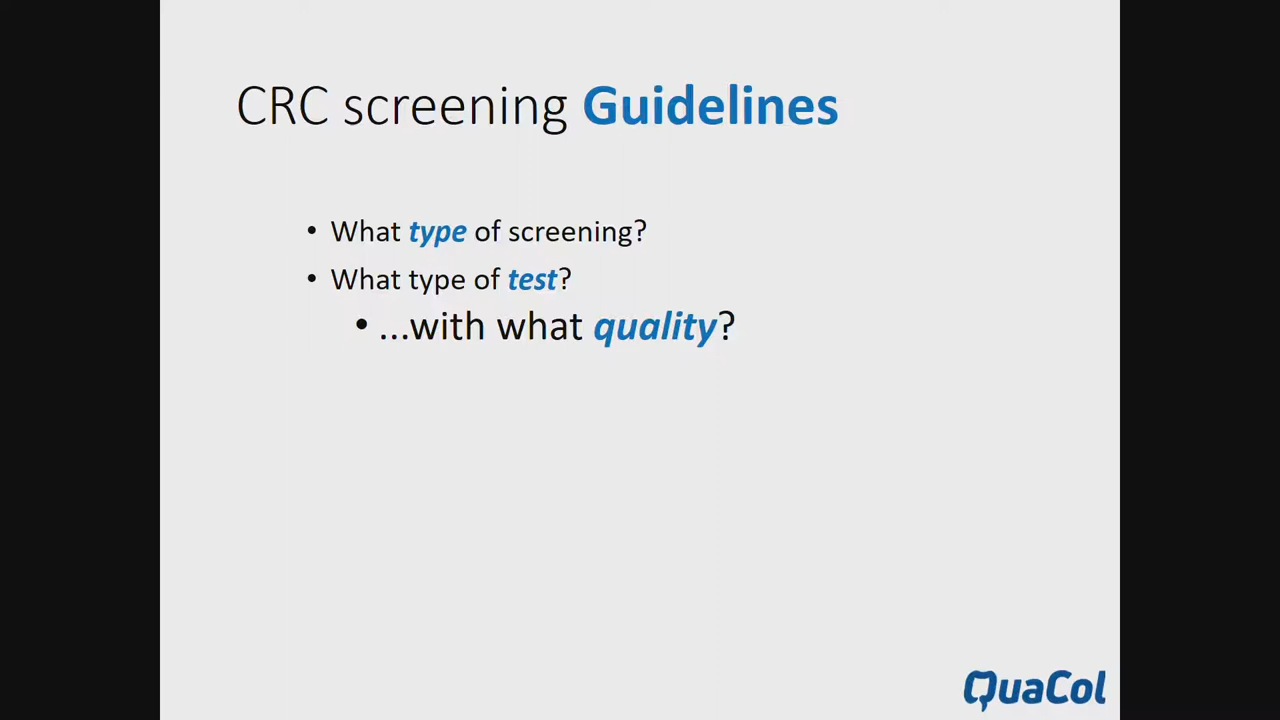 CRC screening Guidelines
• What type of screening?
• What type of test?
• ...with what quality?
QuaCol